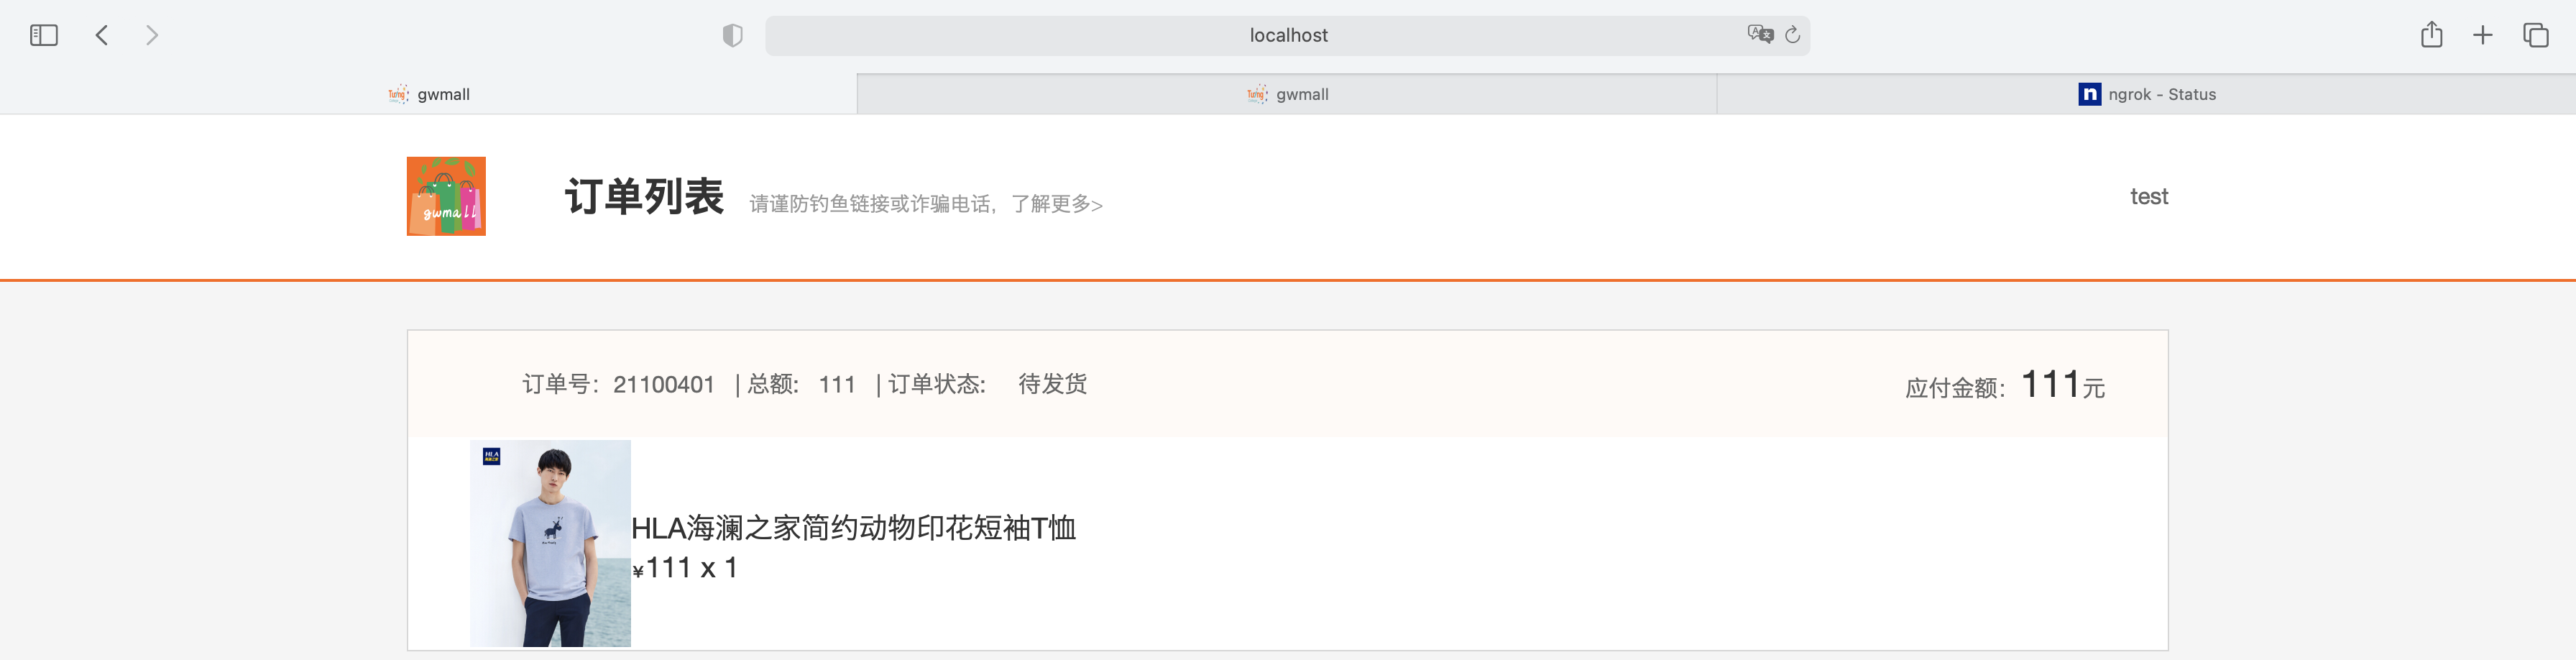 localhost
gwmall
gwmall
n ngrok - Status
gwmall
订单列表 请谨防钓鱼链接或诈骗电话，了解更多>
test
订单号：21100401 | 总额: 111 | 订单状态: 待发货
应付金额：111元
HLA
HLA海澜之家简约动物印花短袖T恤
¥111 x 1